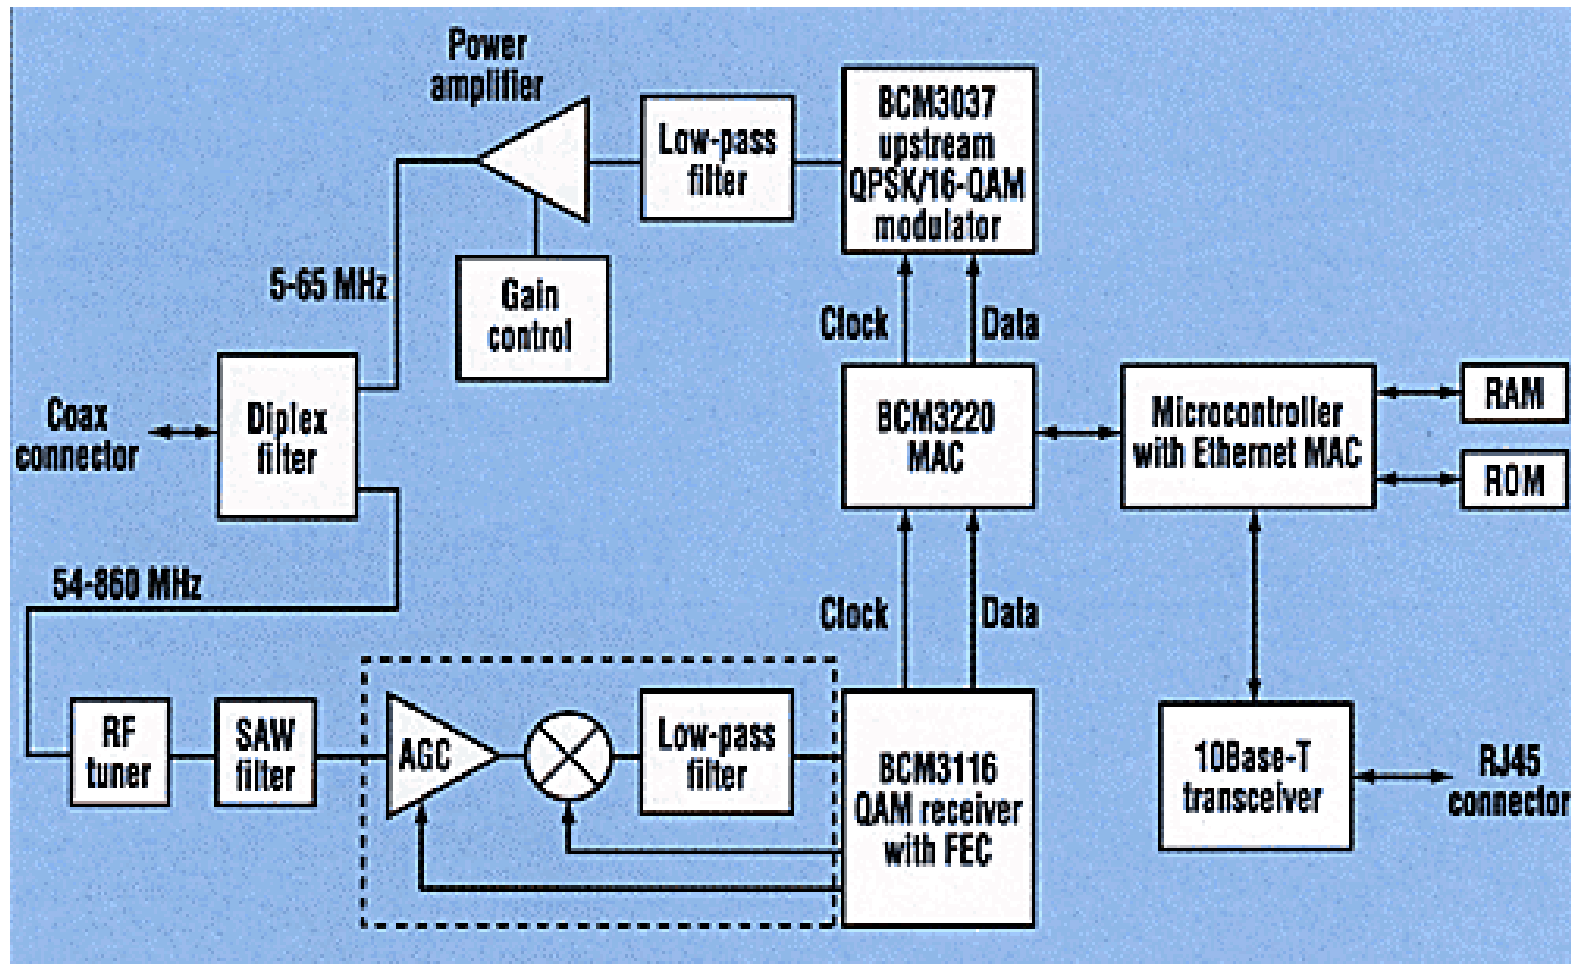 Power
amplifier
Low-pass
filter
BCM3037
upstream
QPSK/16-QAM
modulator
5-65 MHz
Gain
control
Clock
Data
Coax
connector
Diplex
filter
BCM3220
MAC
Microcontroller
with Ethernet MAC
RAM
ROM
54-860 MHz
Clock
Data
RF
tuner
SAW
filter
AGC
Low-pass
filter
BCM3116
QAM receiver
with FEC
10Base-T
transceiver
RJ45
connector